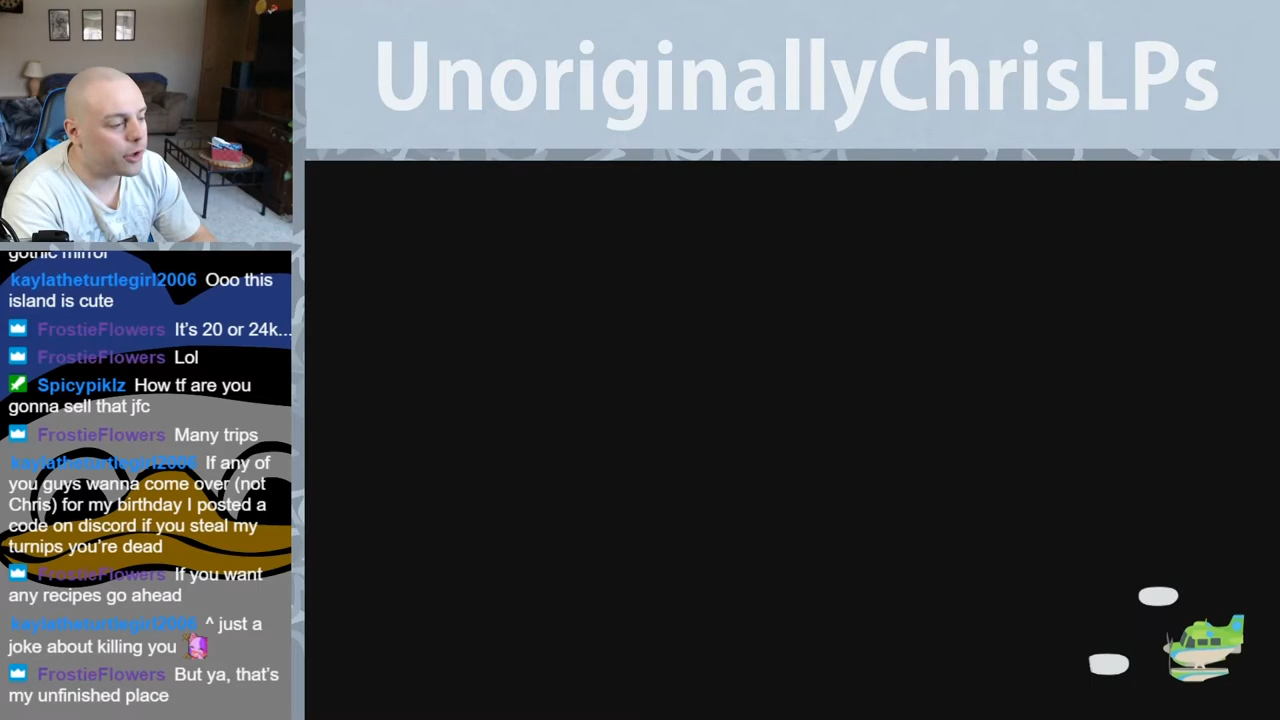 UnoriginallyChrisLPs
gothic mirror
kaylatheturtlegirl2006 Ooo this
island is cute
FrostieFlowers It's 20 or 24k...
FrostieFlowers Lol
Spicypiklz How tf are you
gonna sell that jfc
FrostieFlowers Many trips
kaylatheturtlegirl2006 If any of
you guys wanna come over (not
Chris) for my birthday I posted a
code on discord if you steal my
turnips you're dead
FrostieFlowers If you want
any recipes go ahead
kaylatheturtlegirl2006 ^ just a
joke about killing you
FrostieFlowers But ya, that's
my unfinished place